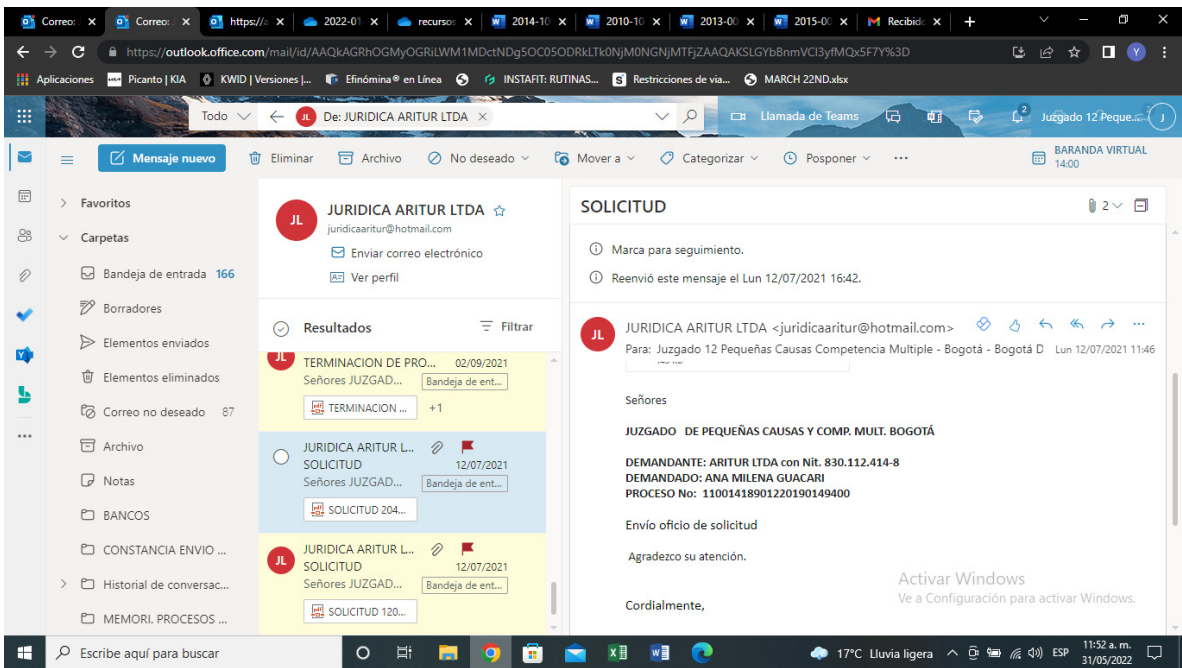 Correo: J
Correo: J
https://a
2022-01
recursos
2014-10
2010-10
2013-00
2015-00
Recibido
https://outlook.office.com/mail/id/AAQkAGRhOGMyOGRiLWM1MDctNDg5OC05ODRkLTk0NjM0NGNjMTFjZAAQAKSLGYbBnmVCI3yfMQx5F7Y%3D
Y
Aplicaciones
Picanto | KIA
KWID | Versiones |...
Efinómina® en Línea
INSTAFIT: RUTINAS...
Restricciones de via...
MARCH 22ND.xlsx
Todo
JL De: JURIDICA ARITUR LTDA
Llamada de Teams
2
Juzgado 12 Peque...
J
Mensaje nuevo
Eliminar
Archivo
No deseado
Mover a
Categorizar
Posponer
BARANDA VIRTUAL
14:00
Favoritos
Carpetas
Bandeja de entrada 166
Borradores
Elementos enviados
Elementos eliminados
Correo no deseado 87
Archivo
Notas
BANCOS
CONSTANCIA ENVIO ...
Historial de conversac...
MEMORI. PROCESOS ...
JL
JURIDICA ARITUR LTDA
juridicaaritur@hotmail.com
Enviar correo electrónico
Ver perfil
Resultados
Filtrar
JL
TERMINACION DE PRO... 02/09/2021
Señores JUZGAD... Bandeja de ent...
TERMINACION ... +1
JURIDICA ARITUR L...
SOLICITUD 12/07/2021
Señores JUZGAD... Bandeja de ent...
SOLICITUD 204...
JL
JURIDICA ARITUR L...
SOLICITUD 12/07/2021
Señores JUZGAD... Bandeja de ent...
SOLICITUD 120...
SOLICITUD
2
Marca para seguimiento.
Reenvió este mensaje el Lun 12/07/2021 16:42.
JL
JURIDICA ARITUR LTDA <juridicaaritur@hotmail.com>
Para: Juzgado 12 Pequeñas Causas Competencia Multiple - Bogotá - Bogotá D Lun 12/07/2021 11:46
Señores
JUZGADO DE PEQUEÑAS CAUSAS Y COMP. MULT. BOGOTÁ
DEMANDANTE: ARITUR LTDA con Nit. 830.112.414-8
DEMANDADO: ANA MILENA GUACARI
PROCESO No: 11001418901220190149400
Envío oficio de solicitud
Agradezco su atención.
Cordialmente,
Activar Windows
Ve a Configuración para activar Windows.
Escribe aquí para buscar
17°C Lluvia ligera
ESP
11:52 a. m.
31/05/2022